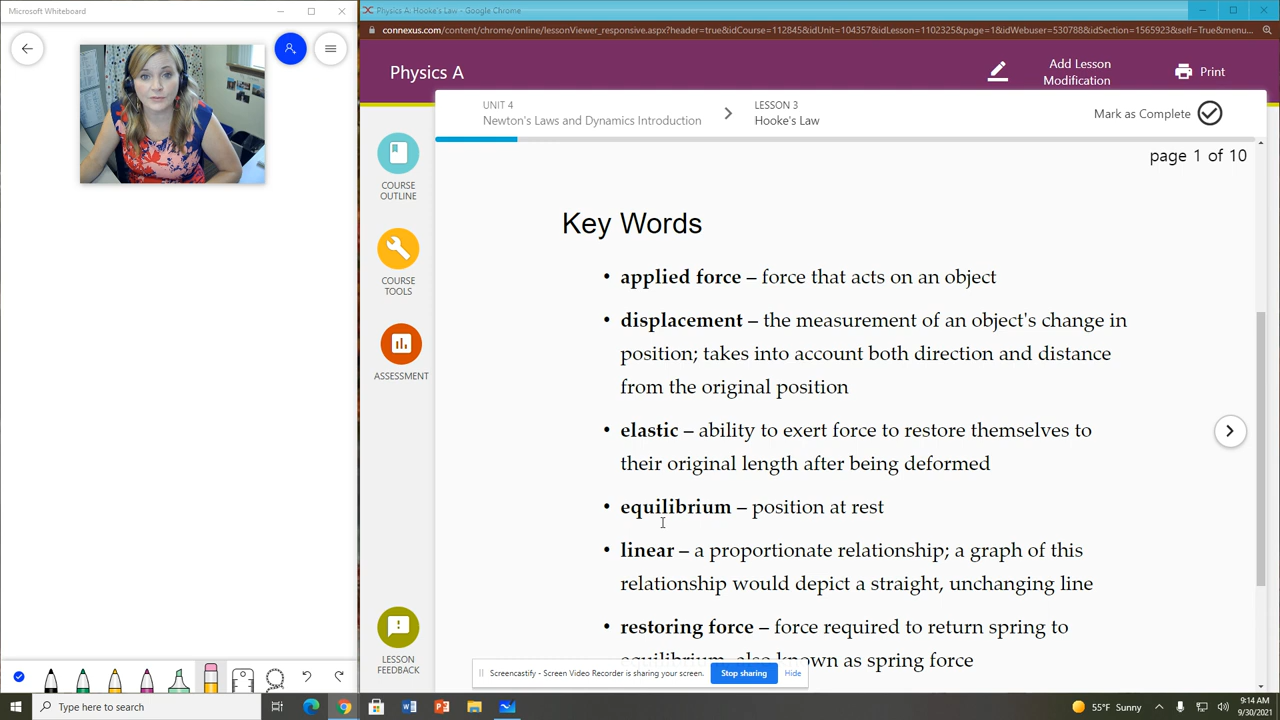 Microsoft Whiteboard
Physics A: Hooke's Law - Google Chrome
connexus.com/content/chrome/online/lessonViewer_responsive.aspx?header=true&idCourse=112845&idUnit=104357&idLesson=1102325&page=1&idWebuser=530788&idSection=1565923&self=True&menu...
Physics A
Add Lesson
Modification
Print
UNIT 4
Newton's Laws and Dynamics Introduction
LESSON 3
Hooke's Law
Mark as Complete
page 1 of 10
COURSE
OUTLINE
COURSE
TOOLS
ASSESSMENT
LESSON
FEEDBACK
Key Words
• applied force – force that acts on an object
• displacement – the measurement of an object's change in
position; takes into account both direction and distance
from the original position
• elastic – ability to exert force to restore themselves to
their original length after being deformed
• equilibrium – position at rest
• linear – a proportionate relationship; a graph of this
relationship would depict a straight, unchanging line
• restoring force – force required to return spring to
equilibrium, also known as spring force
Screencastify - Screen Video Recorder is sharing your screen.
Stop sharing
Hide
Type here to search
55°F Sunny
9:14 AM
9/30/2021